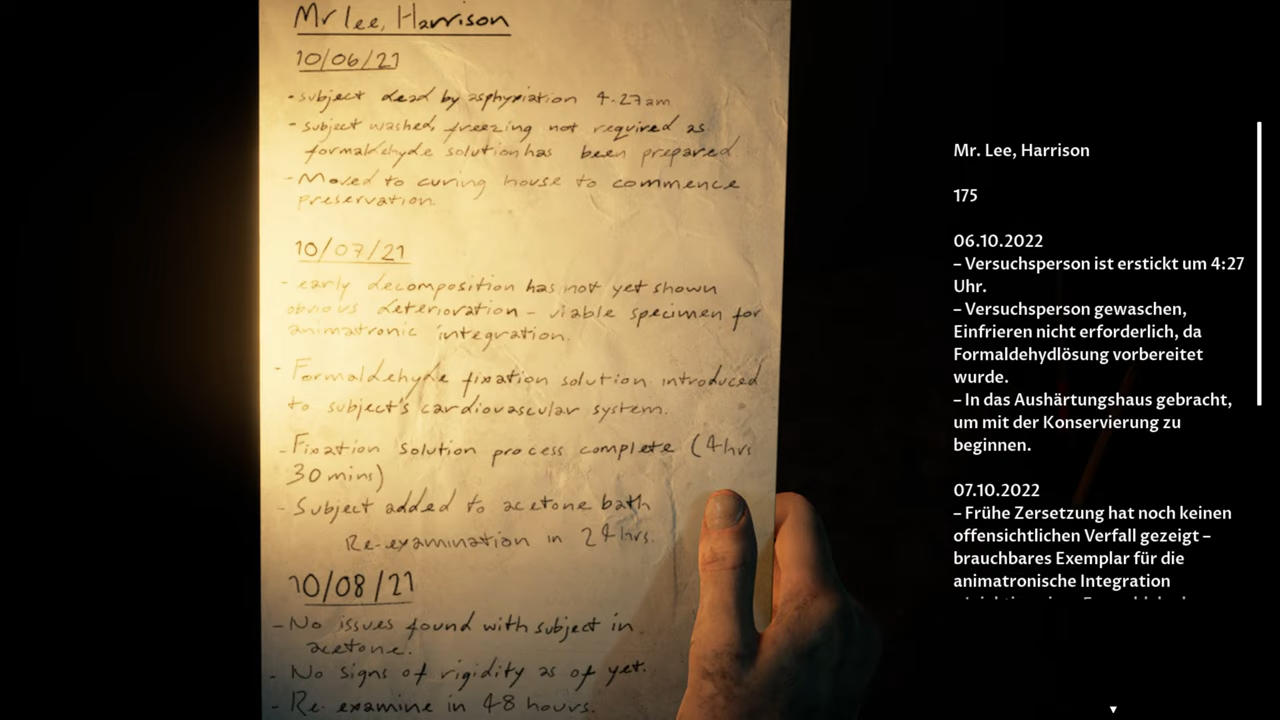 Mr lee, Harrison
10/06/21
- subject dead by asphyxiation 4.27am
- subject washed, freezing not required as
formaldehyde solution has been prepared
- Moved to curing house to commence
preservation.
10/07/21
- early decomposition has not yet shown
obvious deterioration - viable specimen for
animatronic integration.
- Formaldehyde fixation solution introduced
to subject's cardiovascular system.
- Fixation solution process complete (4hrs
30 mins)
- Subject added to acetone bath
Re-examination in 24hrs.
10/08/21
- No issues found with subject in
acetone.
- No signs of rigidity as of yet.
- Re examine in 48 hours.
Mr. Lee, Harrison
175
06.10.2022
– Versuchsperson ist erstickt um 4:27
Uhr.
– Versuchsperson gewaschen,
Einfrieren nicht erforderlich, da
Formaldehydlösung vorbereitet
wurde.
– In das Aushärtungshaus gebracht,
um mit der Konservierung zu
beginnen.
07.10.2022
– Frühe Zersetzung hat noch keinen
offensichtlichen Verfall gezeigt –
brauchbares Exemplar für die
animatronische Integration